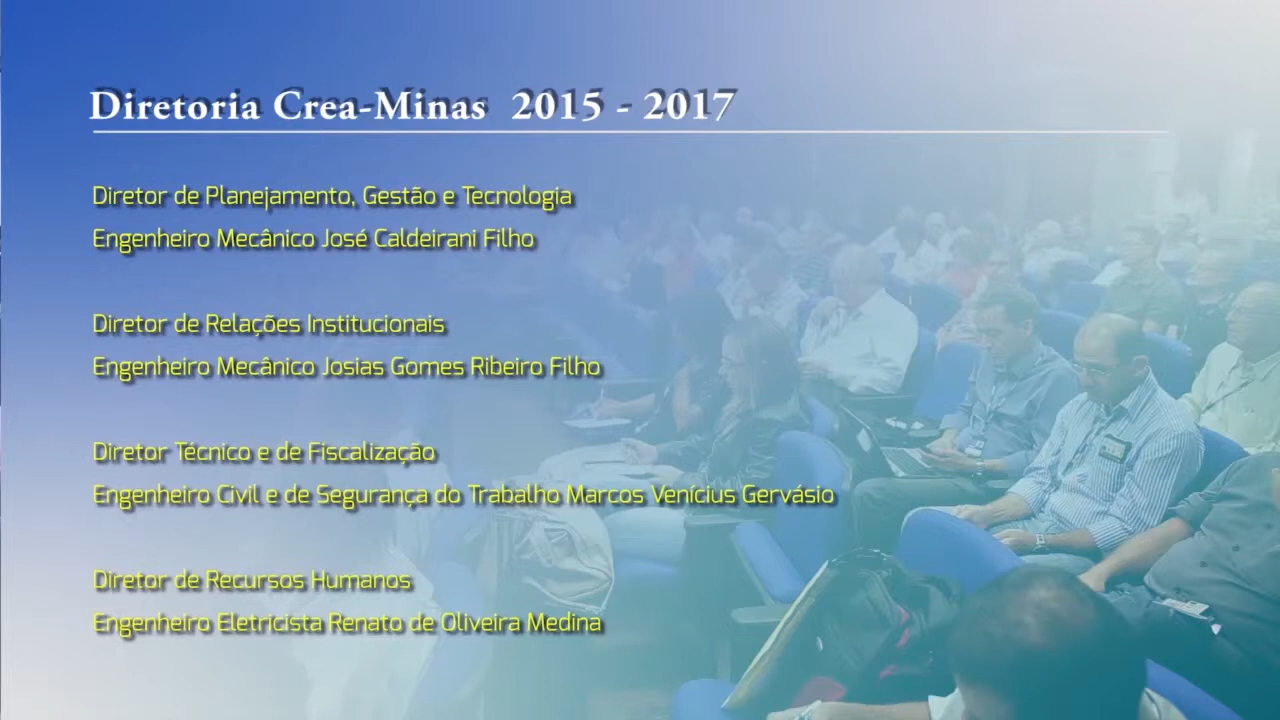 Diretoria Crea-Minas 2015 - 2017
Diretor de Planejamento, Gestão e Tecnologia
Engenheiro Mecânico José Caldeirani Filho
Diretor de Relações Institucionais
Engenheiro Mecânico Josias Gomes Ribeiro Filho
Diretor Técnico e de Fiscalização
Engenheiro Civil e de Segurança do Trabalho Marcos Venícius Gervásio
Diretor de Recursos Humanos
Engenheiro Eletricista Renato de Oliveira Medina